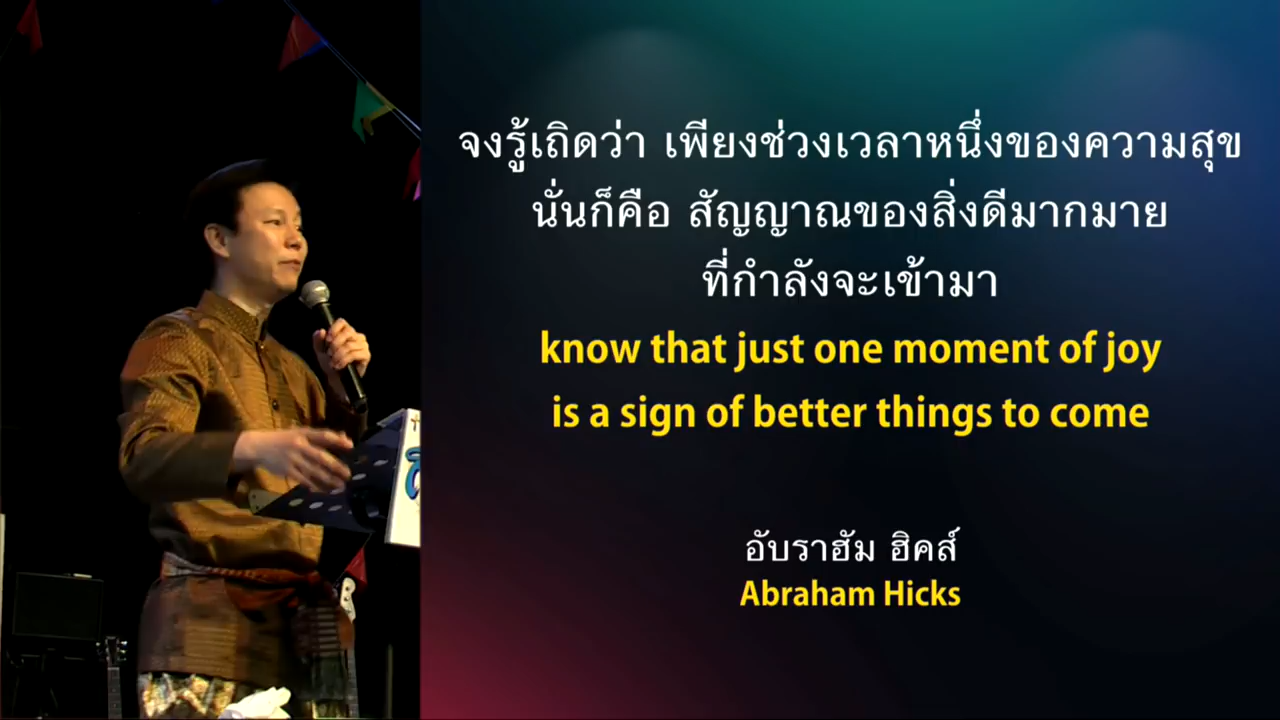 จงรู้เถิดว่า เพียงช่วงเวลาหนึ่งของความสุข
นั่นก็คือ สัญญาณของสิ่งดีมากมาย
ที่กำลังจะเข้ามา
know that just one moment of joy
is a sign of better things to come
อับราฮัม ฮิคส์
Abraham Hicks